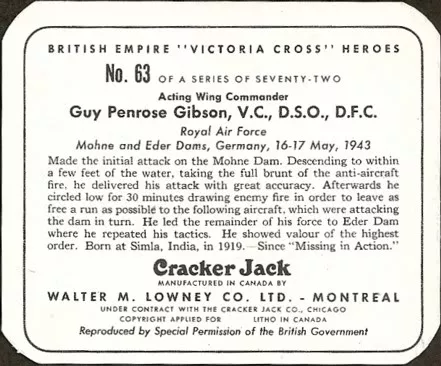 BRITISH EMPIRE "VICTORIA CROSS" HEROES
No. 63 OF A SERIES OF SEVENTY-TWO
Acting Wing Commander
Guy Penrose Gibson, V.C., D.S.O., D.F.C.
Royal Air Force
Mohne and Eder Dams, Germany, 16-17 May, 1943
Made the initial attack on the Mohne Dam. Descending to within
a few feet of the water, taking the full brunt of the anti-aircraft
fire, he delivered his attack with great accuracy. Afterwards he
circled low for 30 minutes drawing enemy fire in order to leave as
free a run as possible to the following aircraft, which were attacking
the dam in turn. He led the remainder of his force to Eder Dam
where he repeated his tactics. He showed valour of the highest
order. Born at Simla, India, in 1919.—Since "Missing in Action."
Cracker Jack
MANUFACTURED IN CANADA BY
WALTER M. LOWNEY CO. LTD. - MONTREAL
UNDER CONTRACT WITH THE CRACKER JACK CO., CHICAGO
COPYRIGHT APPLIED FOR LITHO IN CANADA
Reproduced by Special Permission of the British Government